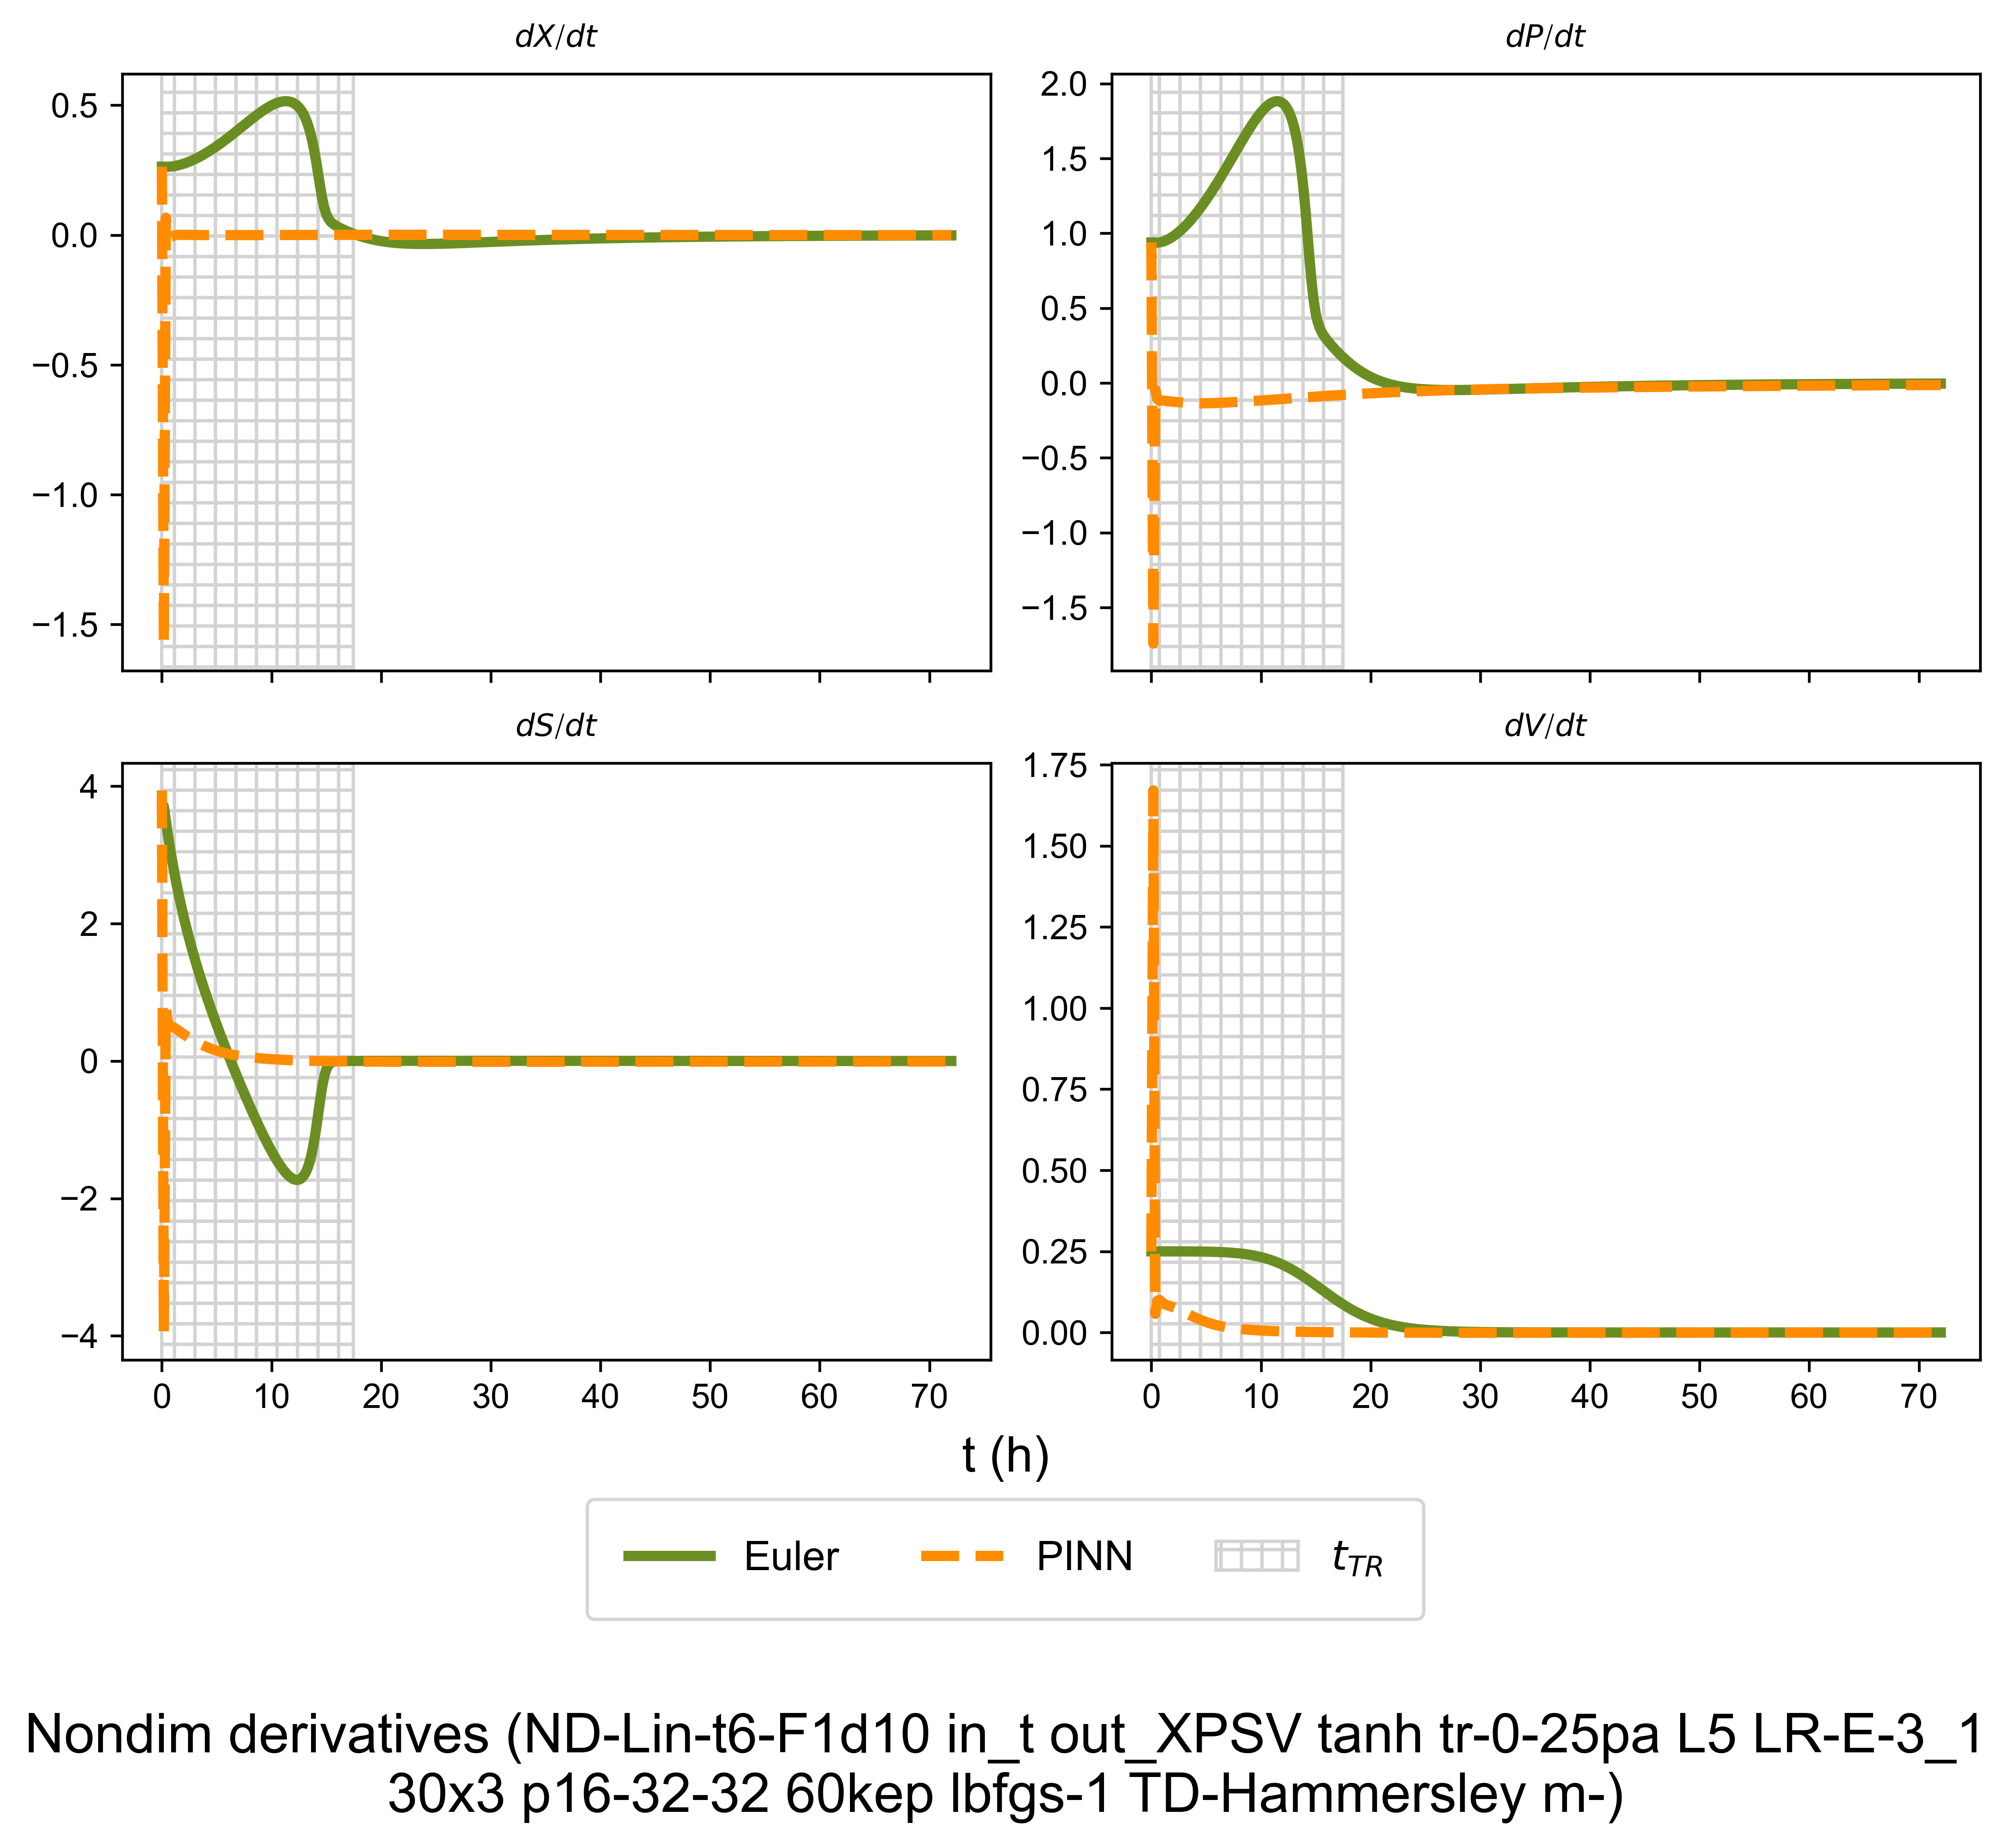 dX/dt
dP/dt
0.5
0.0
−0.5
−1.0
−1.5
2.0
1.5
1.0
0.5
0.0
−0.5
−1.0
−1.5
dS/dt
dV/dt
4
2
0
−2
−4
1.75
1.50
1.25
1.00
0.75
0.50
0.25
0.00
0 10 20 30 40 50 60 70
0 10 20 30 40 50 60 70
t (h)
Euler PINN t_TR
Nondim derivatives (ND-Lin-t6-F1d10 in_t out_XPSV tanh tr-0-25pa L5 LR-E-3_1
30x3 p16-32-32 60kep lbfgs-1 TD-Hammersley m-)